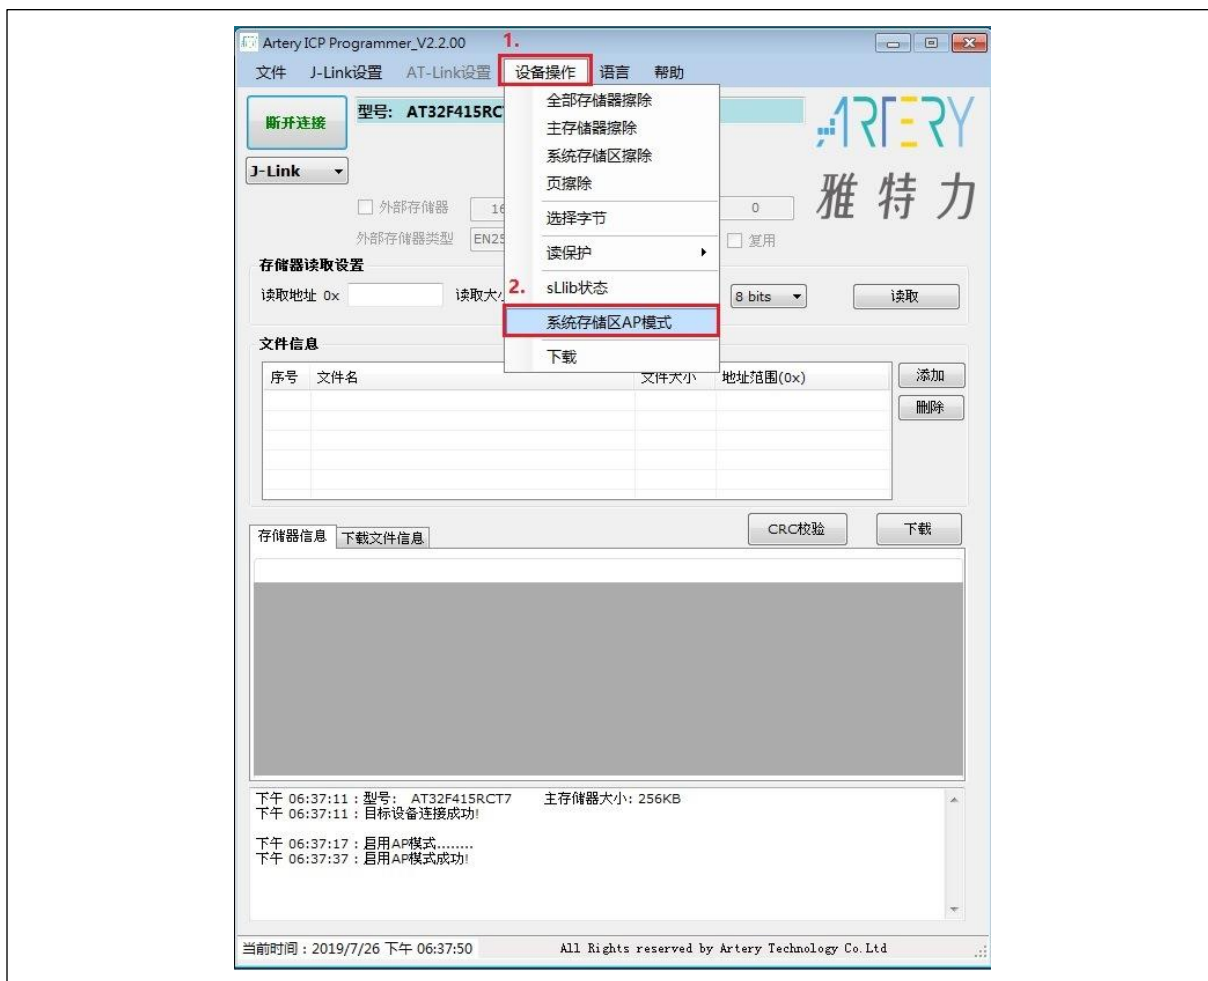 Artery ICP Programmer_V2.2.00
1.
文件 J-Link设置 AT-Link设置 设备操作 语言 帮助
断开连接
型号: AT32F415RC
全部存储器擦除
主存储器擦除
系统存储区擦除
页擦除
选择字节
读保护
sLlib状态
2.
系统存储区AP模式
下载
ARTERY
雅特力
J-Link
外部存储器 16 0
外部存储器类型 EN25 复用
存储器读取设置
读取地址 0x 读取大 8 bits 读取
文件信息
序号 文件名 文件大小 地址范围(0x) 添加
删除
CRC校验 下载
存储器信息 下载文件信息
下午 06:37:11 : 型号: AT32F415RCT7 主存储器大小: 256KB
下午 06:37:11 : 目标设备连接成功!
下午 06:37:17 : 启用AP模式........
下午 06:37:37 : 启用AP模式成功!
当前时间 : 2019/7/26 下午 06:37:50 All Rights reserved by Artery Technology Co.Ltd